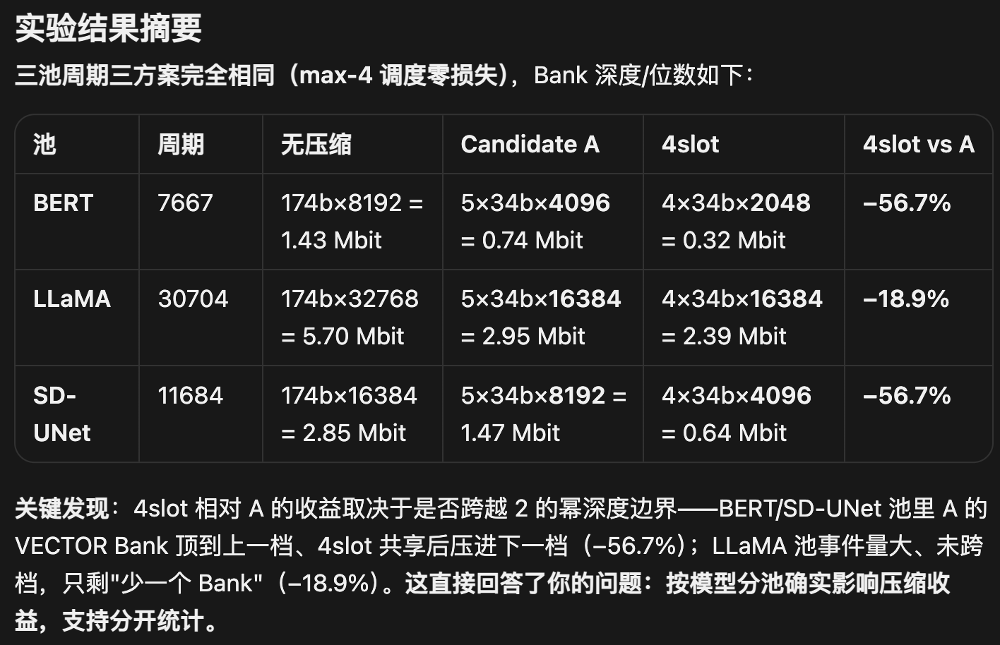 实验结果摘要
三池周期三方案完全相同（max-4 调度零损失），Bank 深度/位数如下：
池 周期 无压缩 Candidate A 4slot 4slot vs A
BERT 7667 174b×8192 = 5×34b×4096 4×34b×2048 −56.7%
1.43 Mbit = 0.74 Mbit = 0.32 Mbit
LLaMA 30704 174b×32768 5×34b×16384 4×34b×16384 −18.9%
= 5.70 Mbit = 2.95 Mbit = 2.39 Mbit
SD- 11684 174b×16384 5×34b×8192 = 4×34b×4096 −56.7%
UNet = 2.85 Mbit 1.47 Mbit = 0.64 Mbit
关键发现：4slot 相对 A 的收益取决于是否跨越 2 的幂深度边界——BERT/SD-UNet 池里 A 的
VECTOR Bank 顶到上一档、4slot 共享后压进下一档（−56.7%）；LLaMA 池事件量大、未跨
档，只剩"少一个 Bank"（−18.9%）。这直接回答了你的问题：按模型分池确实影响压缩收
益，支持分开统计。